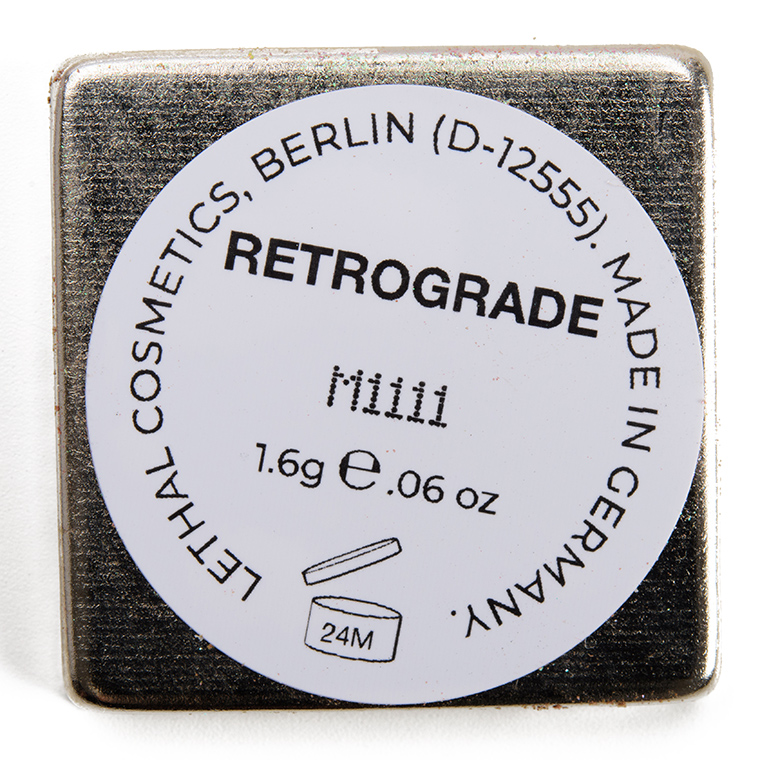 LETHAL COSMETICS, BERLIN (D-12555). MADE IN GERMANY.
RETROGRADE
M1111
1.6g ℮ .06 oz
24M